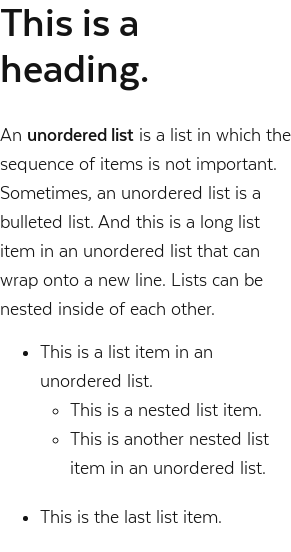 This is a
heading.
An unordered list is a list in which the
sequence of items is not important.
Sometimes, an unordered list is a
bulleted list. And this is a long list
item in an unordered list that can
wrap onto a new line. Lists can be
nested inside of each other.
• This is a list item in an
unordered list.
◦ This is a nested list item.
◦ This is another nested list
item in an unordered list.
• This is the last list item.